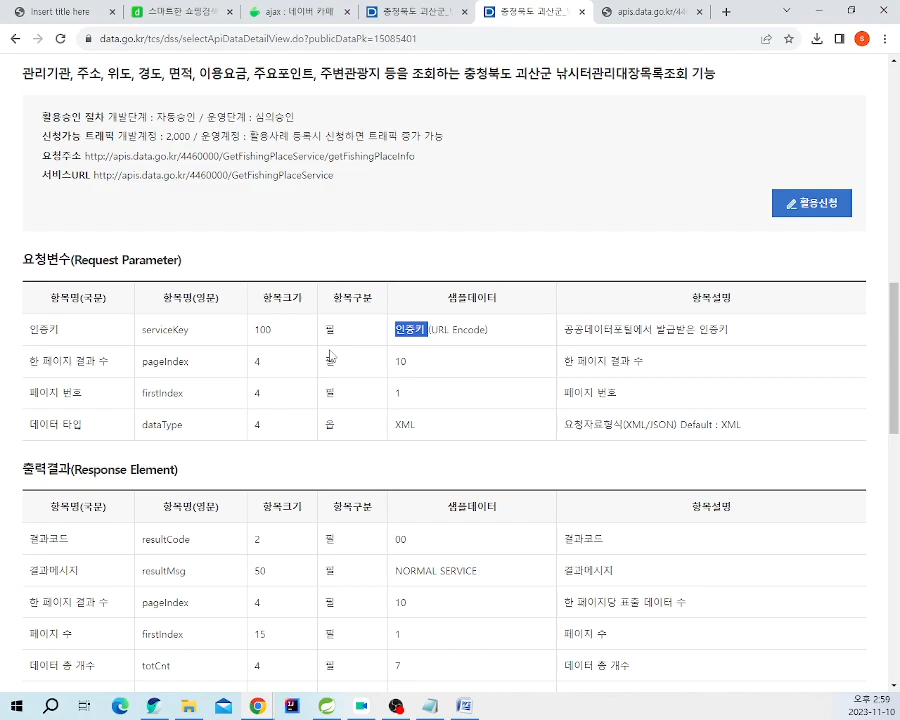 Insert title here
스마트한 쇼핑검색
ajax : 네이버 카페
충청북도 괴산군_
충청북도 괴산군_
apis.data.go.kr/44
data.go.kr/tcs/dss/selectApiDataDetailView.do?publicDataPk=15085401
관리기관, 주소, 위도, 경도, 면적, 이용요금, 주요포인트, 주변관광지 등을 조회하는 충청북도 괴산군 낚시터관리대장목록조회 기능
활용승인 절차 개발단계 : 자동승인 / 운영단계 : 심의승인
신청가능 트래픽 개발계정 : 2,000 / 운영계정 : 활용사례 등록시 신청하면 트래픽 증가 가능
요청주소 http://apis.data.go.kr/4460000/GetFishingPlaceService/getFishingPlaceInfo
서비스URL http://apis.data.go.kr/4460000/GetFishingPlaceService
활용신청
요청변수(Request Parameter)
항목명(국문) 항목명(영문) 항목크기 항목구분 샘플데이터 항목설명
인증키 serviceKey 100 필 인증키 (URL Encode) 공공데이터포털에서 발급받은 인증키
한 페이지 결과 수 pageIndex 4 필 10 한 페이지 결과 수
페이지 번호 firstIndex 4 필 1 페이지 번호
데이터 타입 dataType 4 옵 XML 요청자료형식(XML/JSON) Default : XML
출력결과(Response Element)
항목명(국문) 항목명(영문) 항목크기 항목구분 샘플데이터 항목설명
결과코드 resultCode 2 필 00 결과코드
결과메시지 resultMsg 50 필 NORMAL SERVICE 결과메시지
한 페이지 결과 수 pageIndex 4 필 10 한 페이지당 표출 데이터 수
페이지 수 firstIndex 15 필 1 페이지 수
데이터 총 개수 totCnt 4 필 7 데이터 총 개수
오후 2:59
2023-11-10